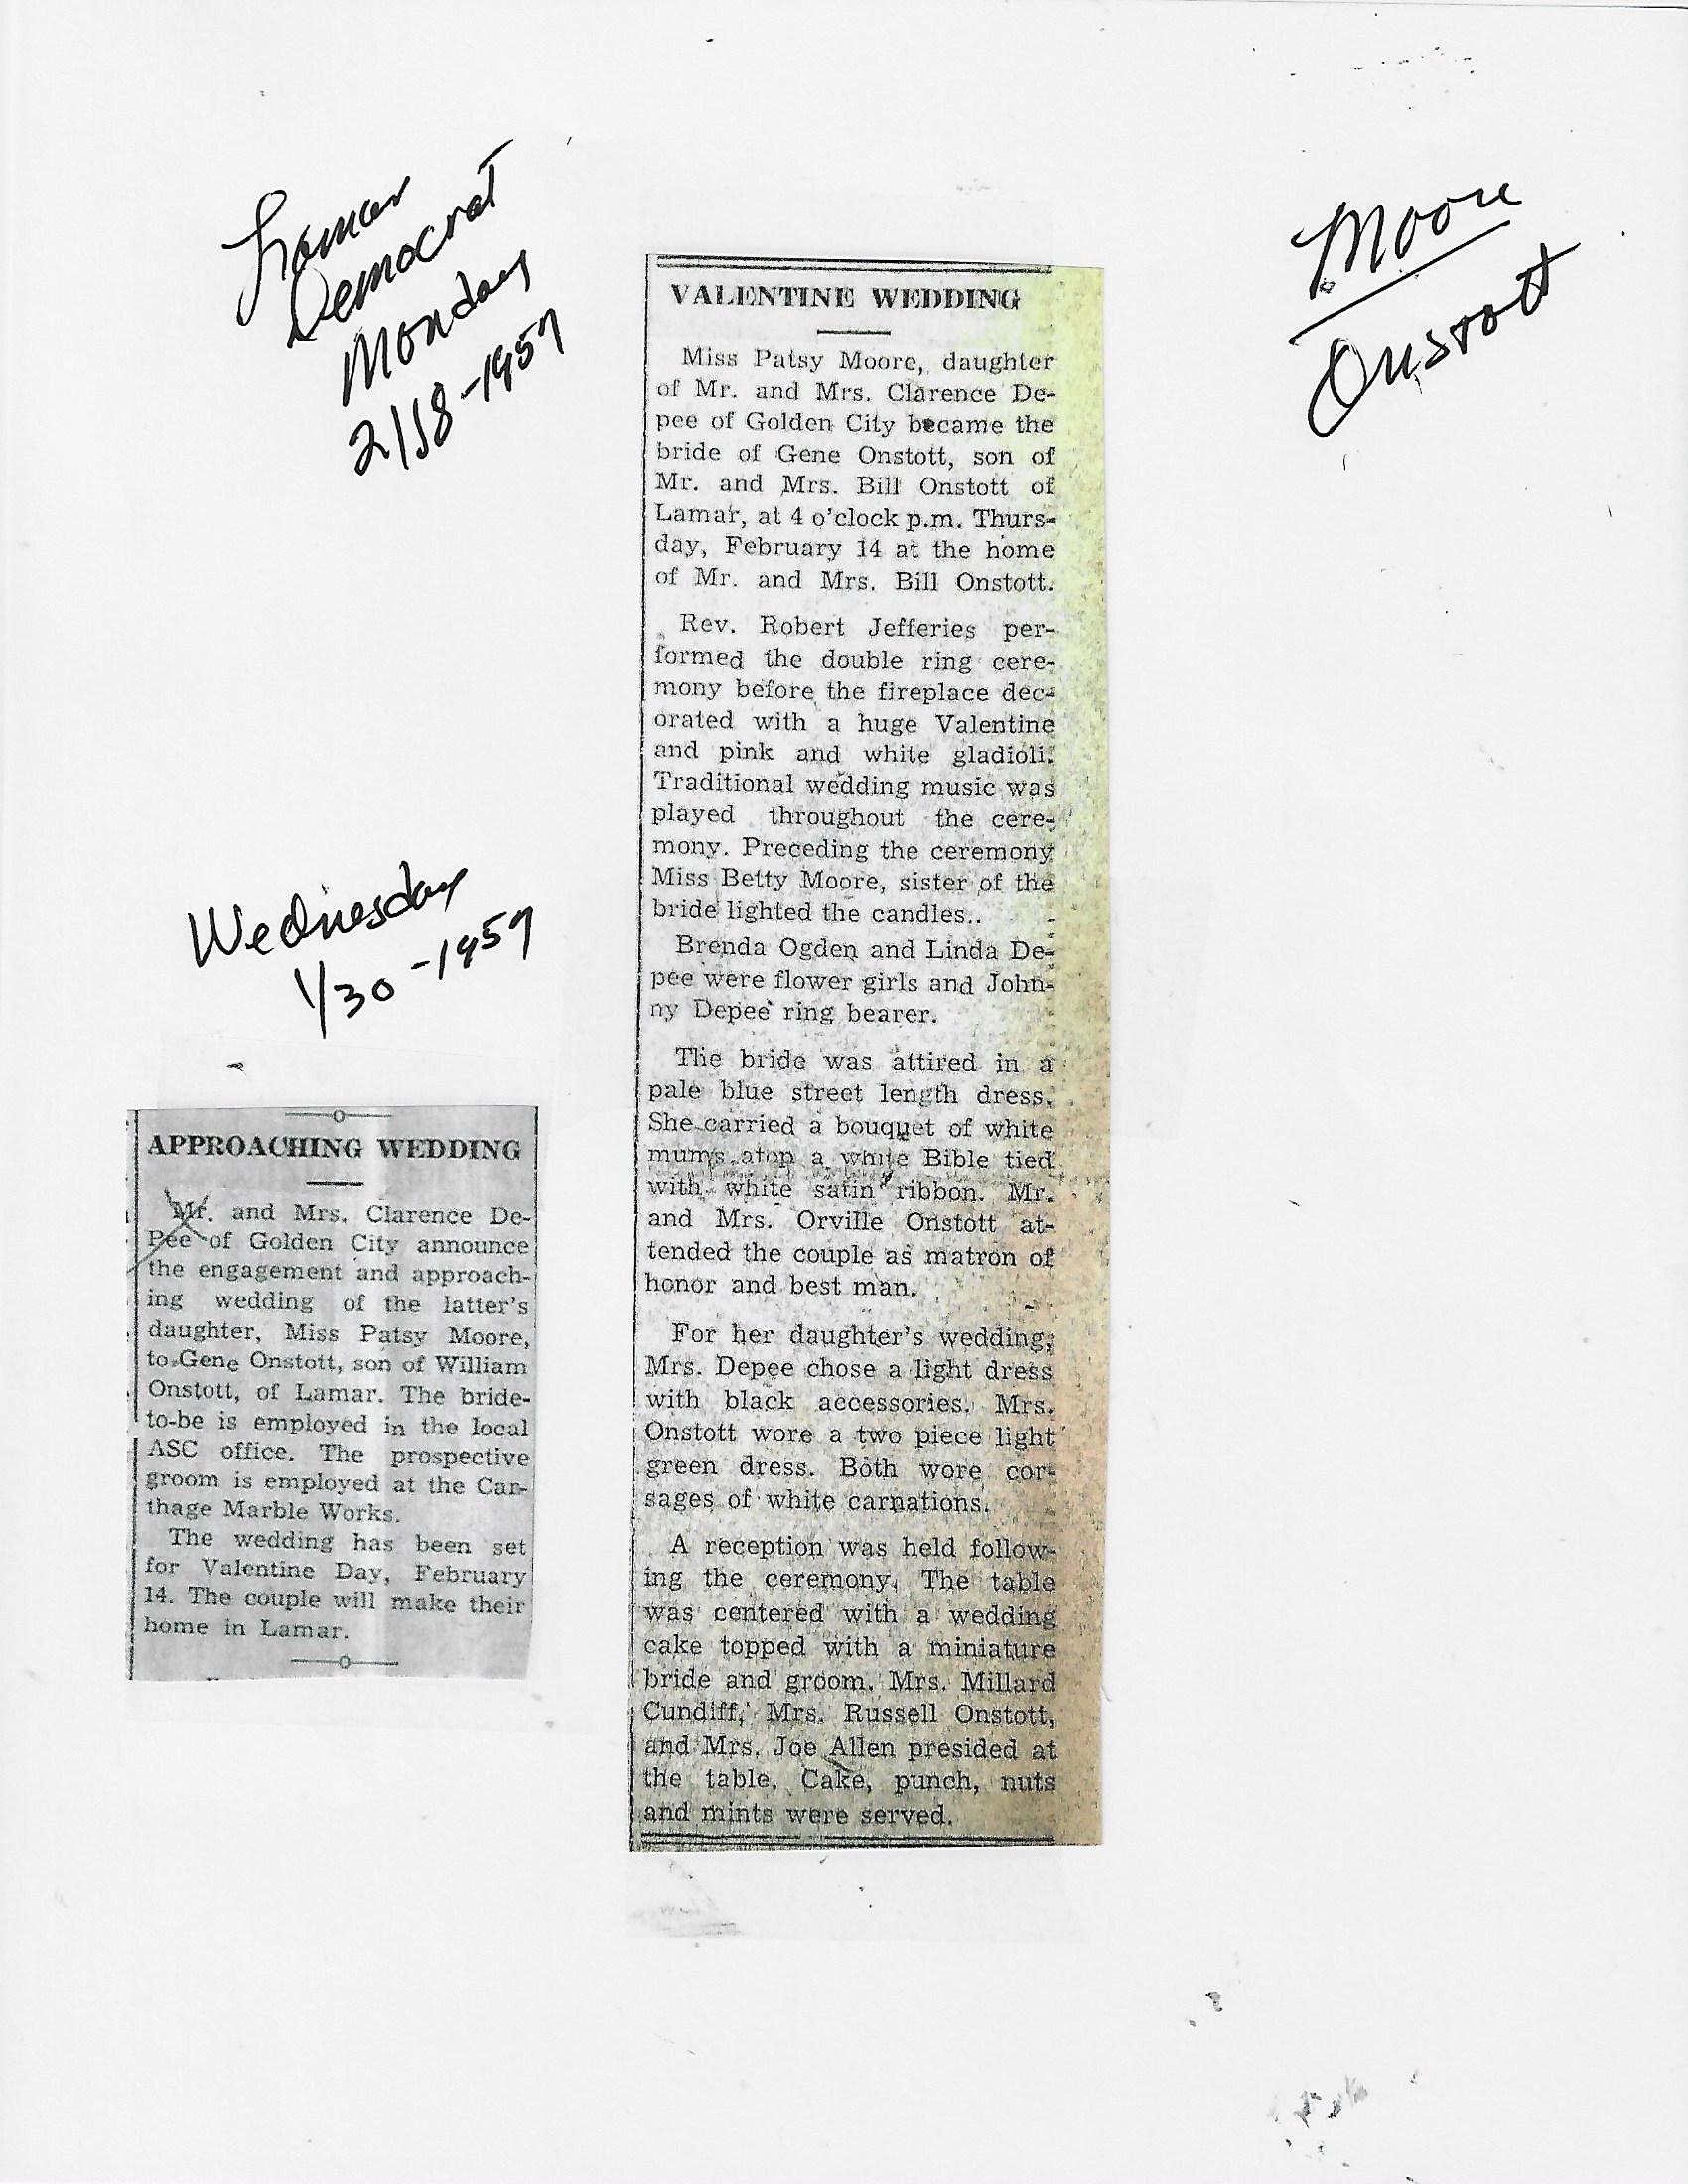 Lamar
Democrat
Monday
2/18-1957
Moore
Onstott
Wednesday
1/30-1957
APPROACHING WEDDING
Mr. and Mrs. Clarence De-
Pee of Golden City announce
the engagement and approach-
ing wedding of the latter's
daughter, Miss Patsy Moore,
to Gene Onstott, son of William
Onstott, of Lamar. The bride-
to-be is employed in the local
ASC office. The prospective
groom is employed at the Car-
thage Marble Works.
The wedding has been set
for Valentine Day, February
14. The couple will make their
home in Lamar.
VALENTINE WEDDING
Miss Patsy Moore, daughter
of Mr. and Mrs. Clarence De-
pee of Golden City became the
bride of Gene Onstott, son of
Mr. and Mrs. Bill Onstott of
Lamar, at 4 o'clock p.m. Thurs-
day, February 14 at the home
of Mr. and Mrs. Bill Onstott.
Rev. Robert Jefferies per-
formed the double ring cere-
mony before the fireplace dec-
orated with a huge Valentine
and pink and white gladioli.
Traditional wedding music was
played throughout the cere-
mony. Preceding the ceremony
Miss Betty Moore, sister of the
bride lighted the candles..
Brenda Ogden and Linda De-
pee were flower girls and John-
ny Depee ring bearer.
The bride was attired in a
pale blue street length dress.
She carried a bouquet of white
mums atop a white Bible tied
with white satin ribbon. Mr.
and Mrs. Orville Onstott at-
tended the couple as matron of
honor and best man.
For her daughter's wedding,
Mrs. Depee chose a light dress
with black accessories. Mrs.
Onstott wore a two piece light
green dress. Both wore cor-
sages of white carnations.
A reception was held follow-
ing the ceremony. The table
was centered with a wedding
cake topped with a miniature
bride and groom. Mrs. Millard
Cundiff, Mrs. Russell Onstott,
and Mrs. Joe Allen presided at
the table. Cake, punch, nuts
and mints were served.